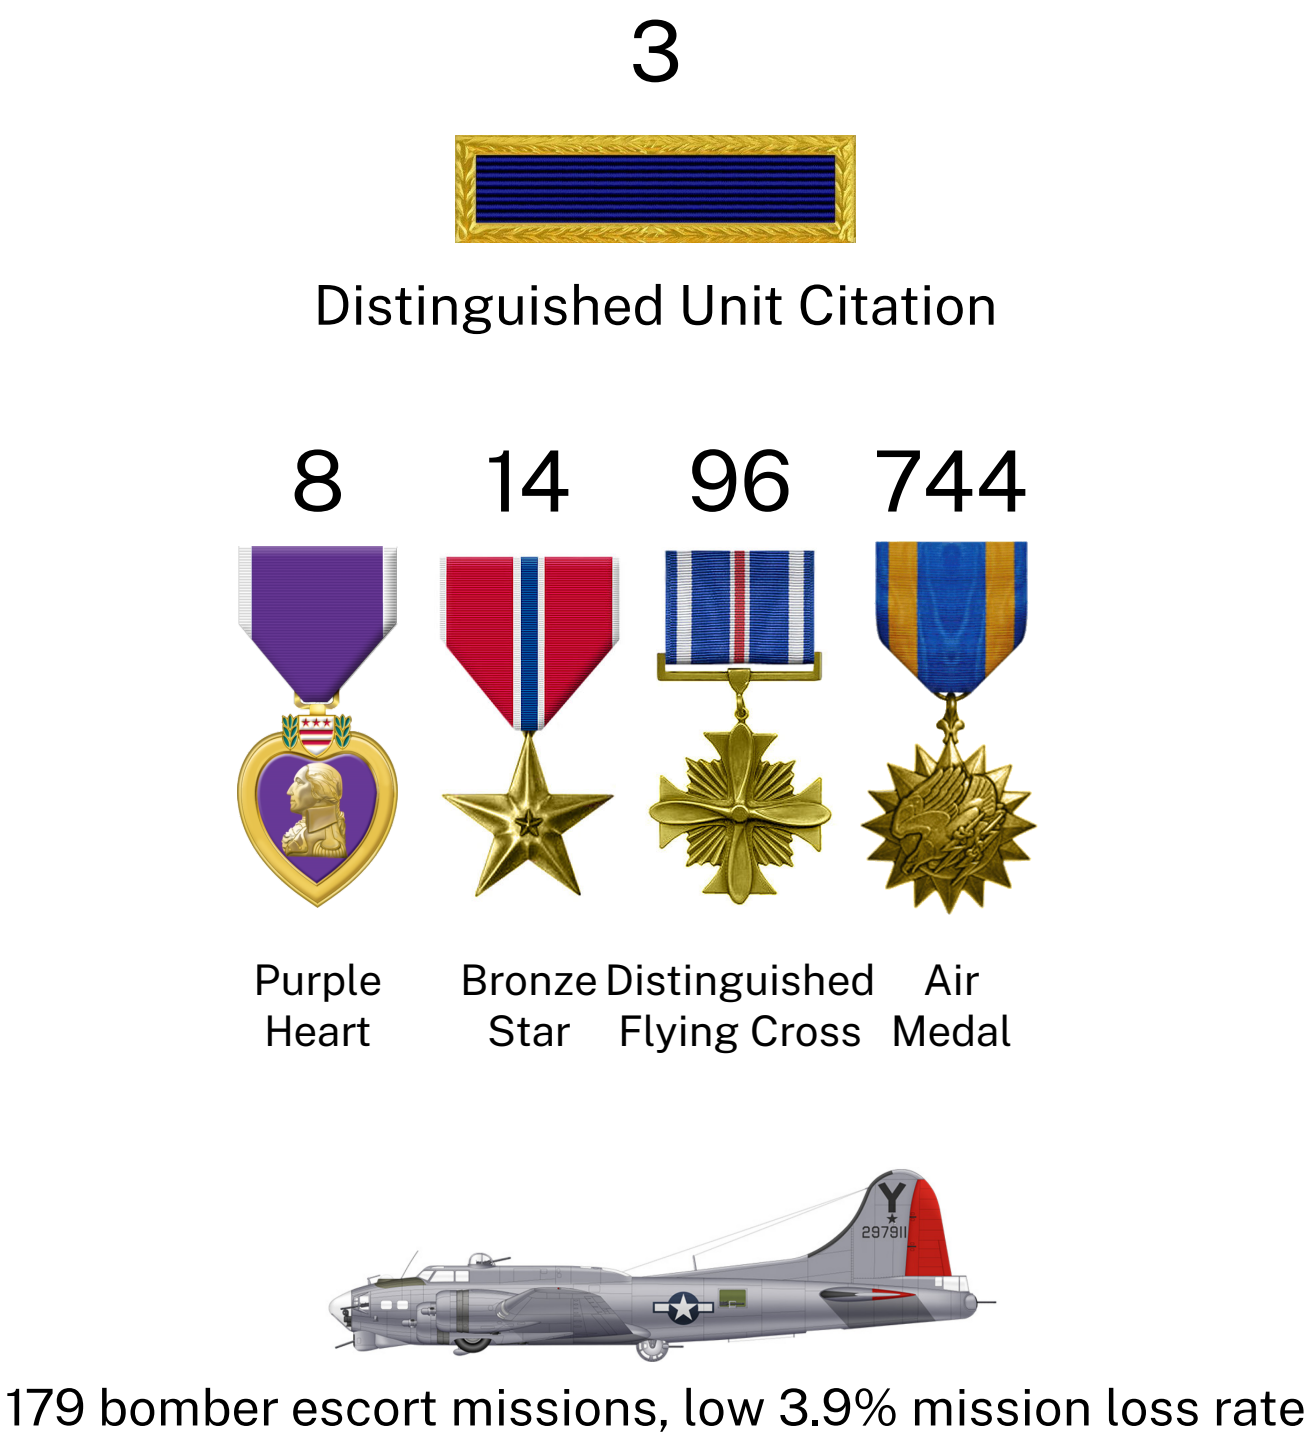 3
Distinguished Unit Citation
8 14 96 744
Purple Bronze Distinguished Air
Heart Star Flying Cross Medal
Y
297911
179 bomber escort missions, low 3.9% mission loss rate